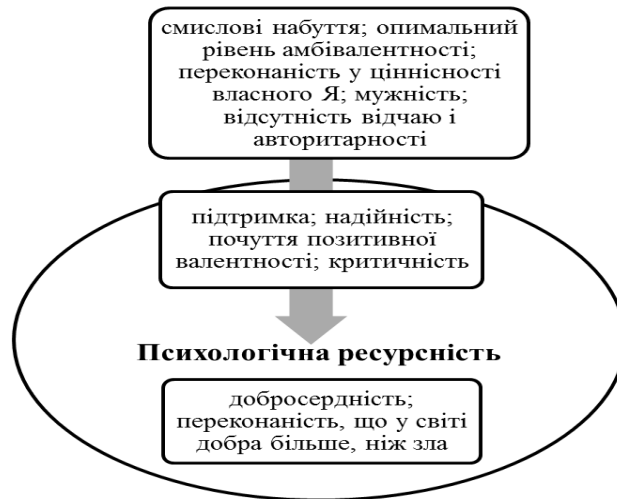 смислові набуття; опимальний
рівень амбівалентності;
переконаність у ціннісності
власного Я; мужність;
відсутність відчаю і
авторитарності
підтримка; надійність;
почуття позитивної
валентності; критичність
Психологічна ресурсність
добросердність;
переконаність, що у світі
добра більше, ніж зла